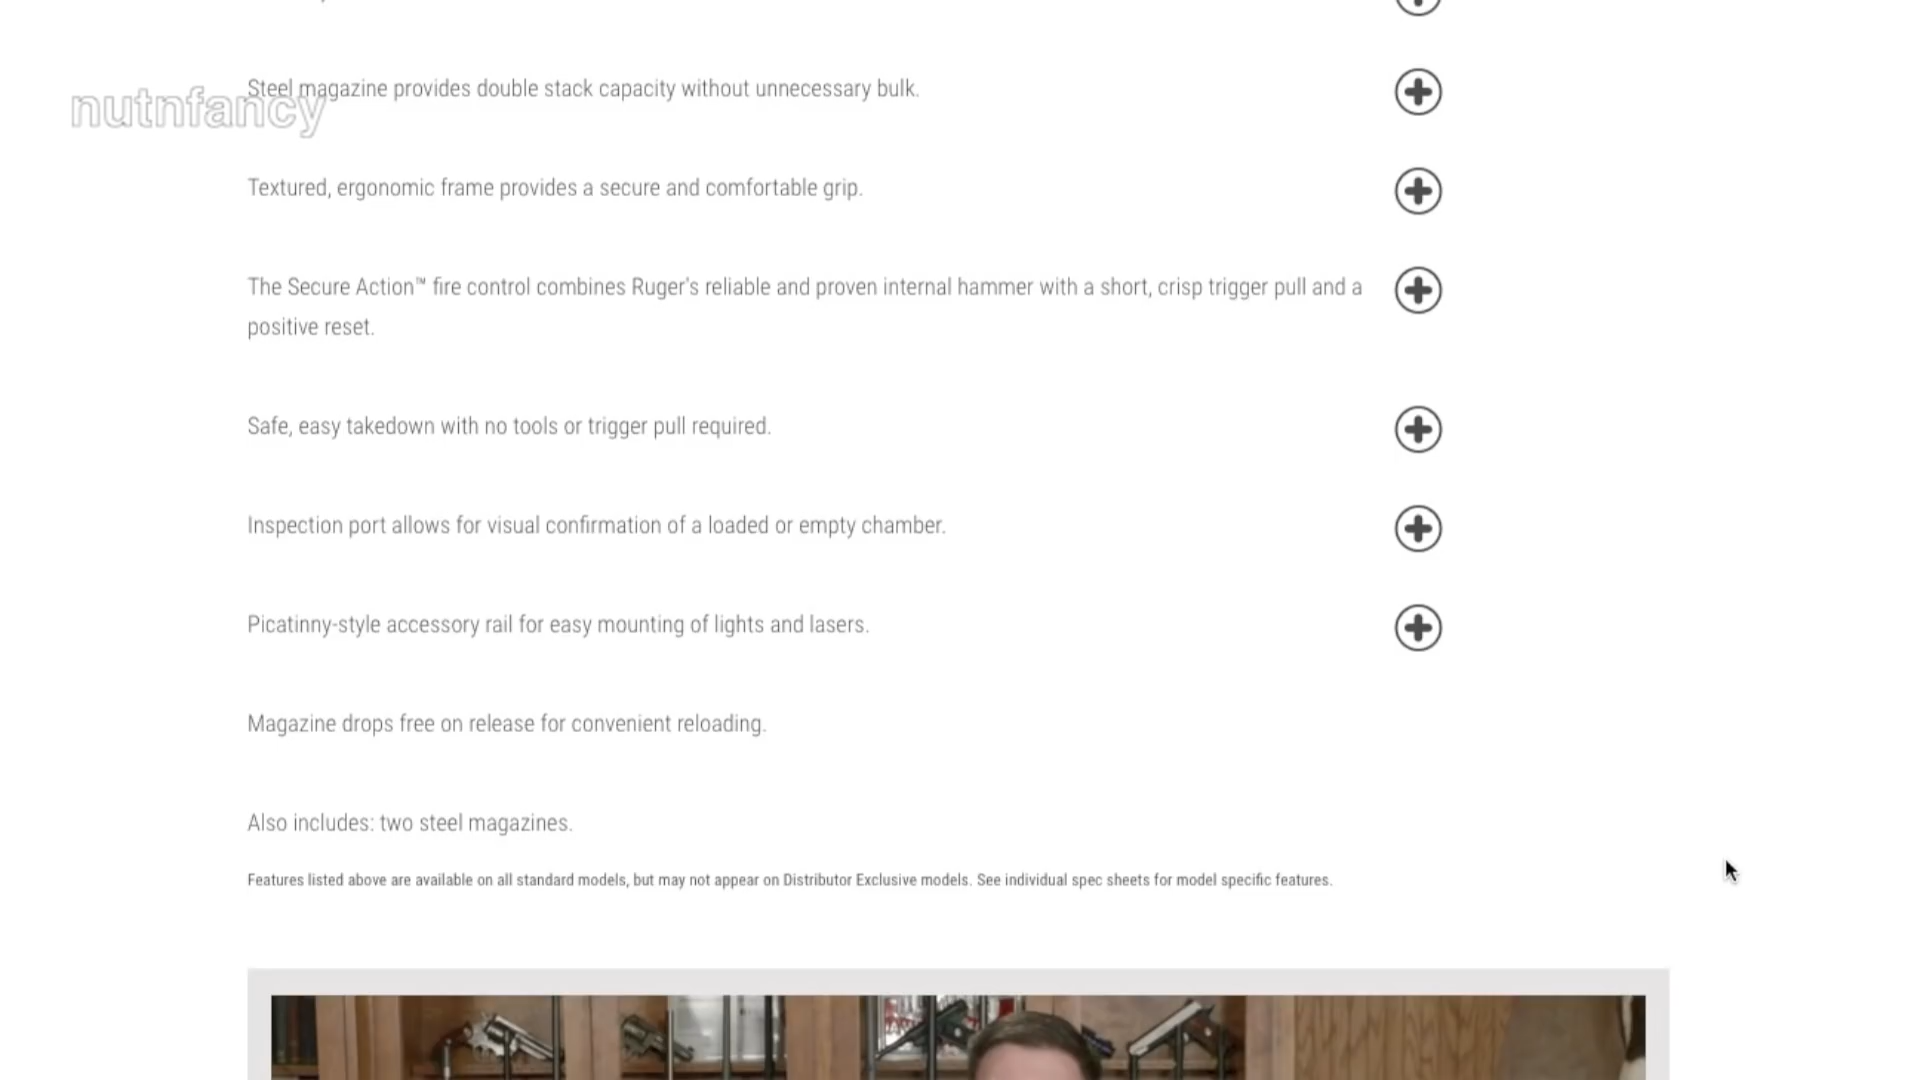 Steel magazine provides double stack capacity without unnecessary bulk.
nutnfancy
Textured, ergonomic frame provides a secure and comfortable grip.
The Secure Action™ fire control combines Ruger's reliable and proven internal hammer with a short, crisp trigger pull and a
positive reset.
Safe, easy takedown with no tools or trigger pull required.
Inspection port allows for visual confirmation of a loaded or empty chamber.
Picatinny-style accessory rail for easy mounting of lights and lasers.
Magazine drops free on release for convenient reloading.
Also includes: two steel magazines.
Features listed above are available on all standard models, but may not appear on Distributor Exclusive models. See individual spec sheets for model specific features.